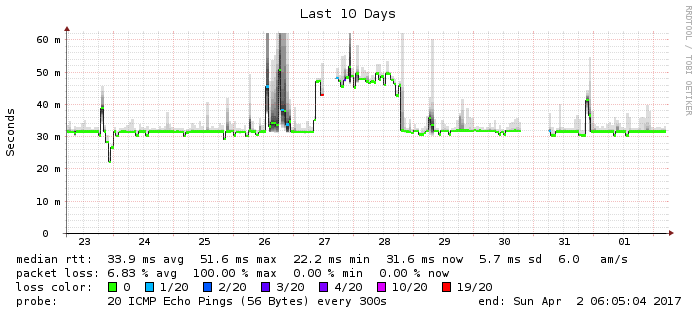 Last 10 Days
RRDTOOL / TOBI OETIKER
Seconds
60 m
50 m
40 m
30 m
20 m
10 m
0
23 24 25 26 27 28 29 30 31 01
median rtt: 33.9 ms avg 51.6 ms max 22.2 ms min 31.6 ms now 5.7 ms sd 6.0 am/s
packet loss: 6.83 % avg 100.00 % max 0.00 % min 0.00 % now
loss color: 0 1/20 2/20 3/20 4/20 10/20 19/20
probe: 20 ICMP Echo Pings (56 Bytes) every 300s end: Sun Apr 2 06:05:04 2017